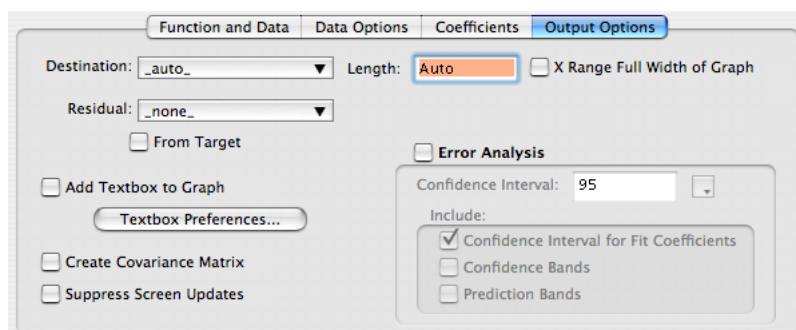 Function and Data Data Options Coefficients Output Options
Destination: _auto_ Length: Auto X Range Full Width of Graph
Residual: _none_
From Target
Error Analysis
Add Textbox to Graph
Confidence Interval: 95
Textbox Preferences...
Include:
Confidence Interval for Fit Coefficients
Create Covariance Matrix
Confidence Bands
Suppress Screen Updates
Prediction Bands